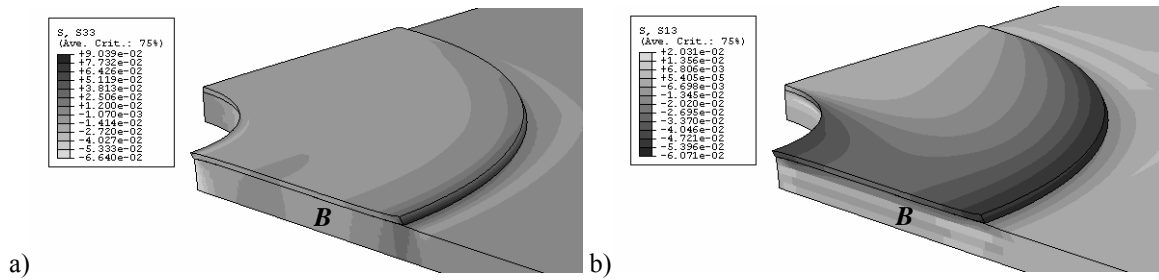 S, S33
(Ave. Crit.: 75%)
+9.039e-02
+7.732e-02
+6.426e-02
+5.119e-02
+3.813e-02
+2.506e-02
+1.200e-02
-1.070e-03
-1.414e-02
-2.720e-02
-4.027e-02
-5.333e-02
-6.640e-02
B
a)
S, S13
(Ave. Crit.: 75%)
+2.031e-02
+1.356e-02
+6.806e-03
+5.405e-05
-6.698e-03
-1.345e-02
-2.020e-02
-2.695e-02
-3.370e-02
-4.046e-02
-4.721e-02
-5.396e-02
-6.071e-02
B
b)